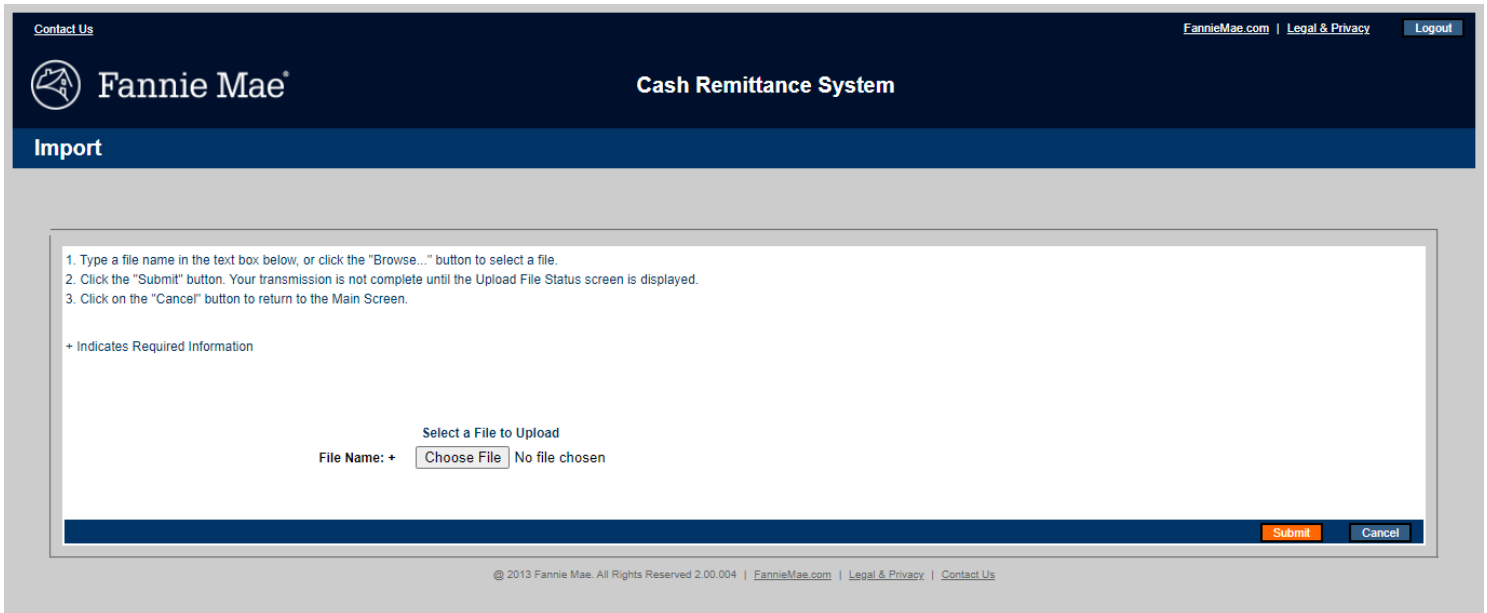 Contact Us
FannieMae.com | Legal & Privacy
Logout
Fannie Mae®
Cash Remittance System
Import
1. Type a file name in the text box below, or click the "Browse..." button to select a file.
2. Click the "Submit" button. Your transmission is not complete until the Upload File Status screen is displayed.
3. Click on the "Cancel" button to return to the Main Screen.
+ Indicates Required Information
Select a File to Upload
File Name: + Choose File No file chosen
Submit Cancel
@ 2013 Fannie Mae. All Rights Reserved 2.00.004 | FannieMae.com | Legal & Privacy | Contact Us